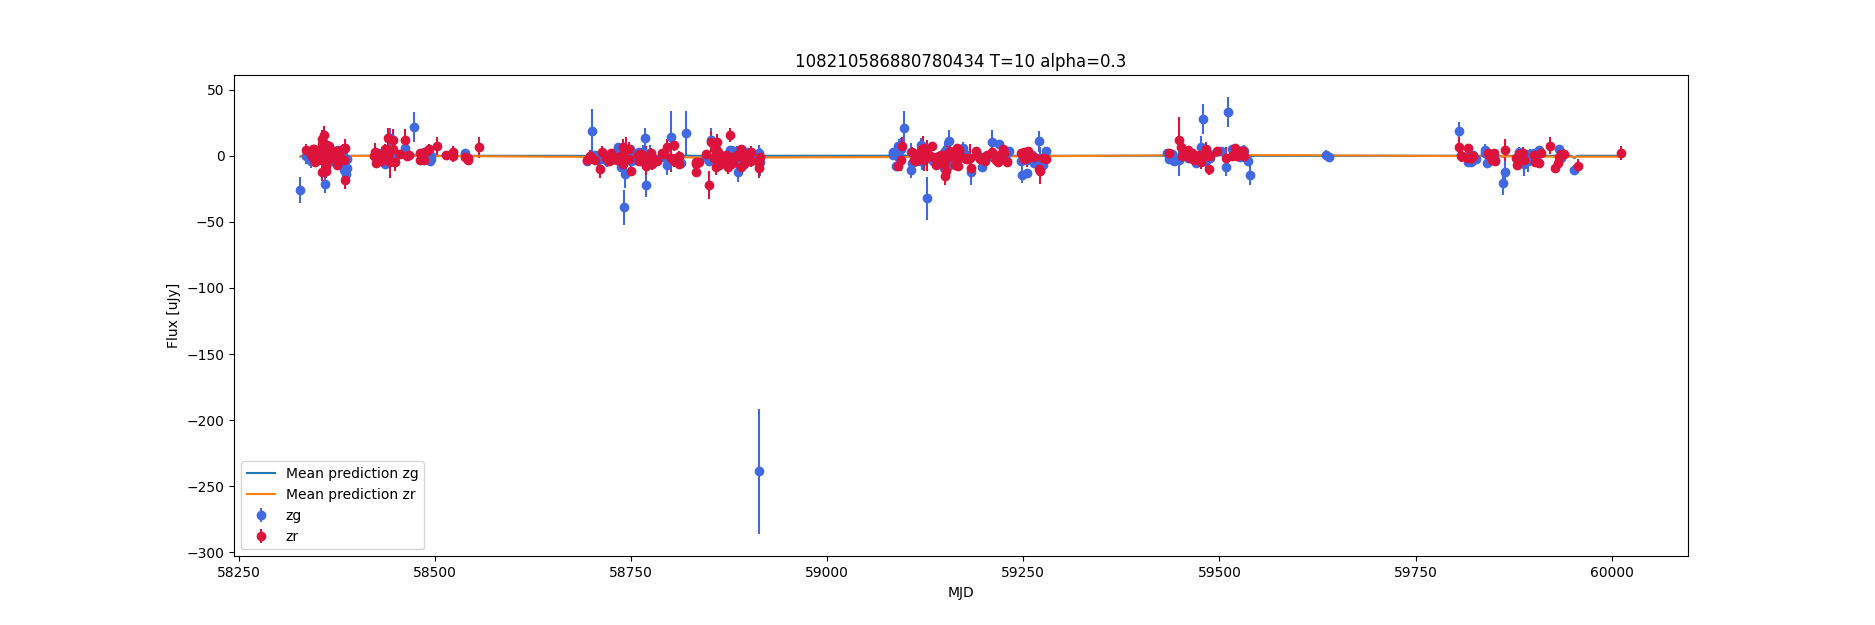 108210586880780434 T=10 alpha=0.3
50
0
−50
−100
−150
−200
−250
−300
Flux [uJy]
Mean prediction zg
Mean prediction zr
zg
zr
58250 58500 58750 59000 59250 59500 59750 60000
MJD